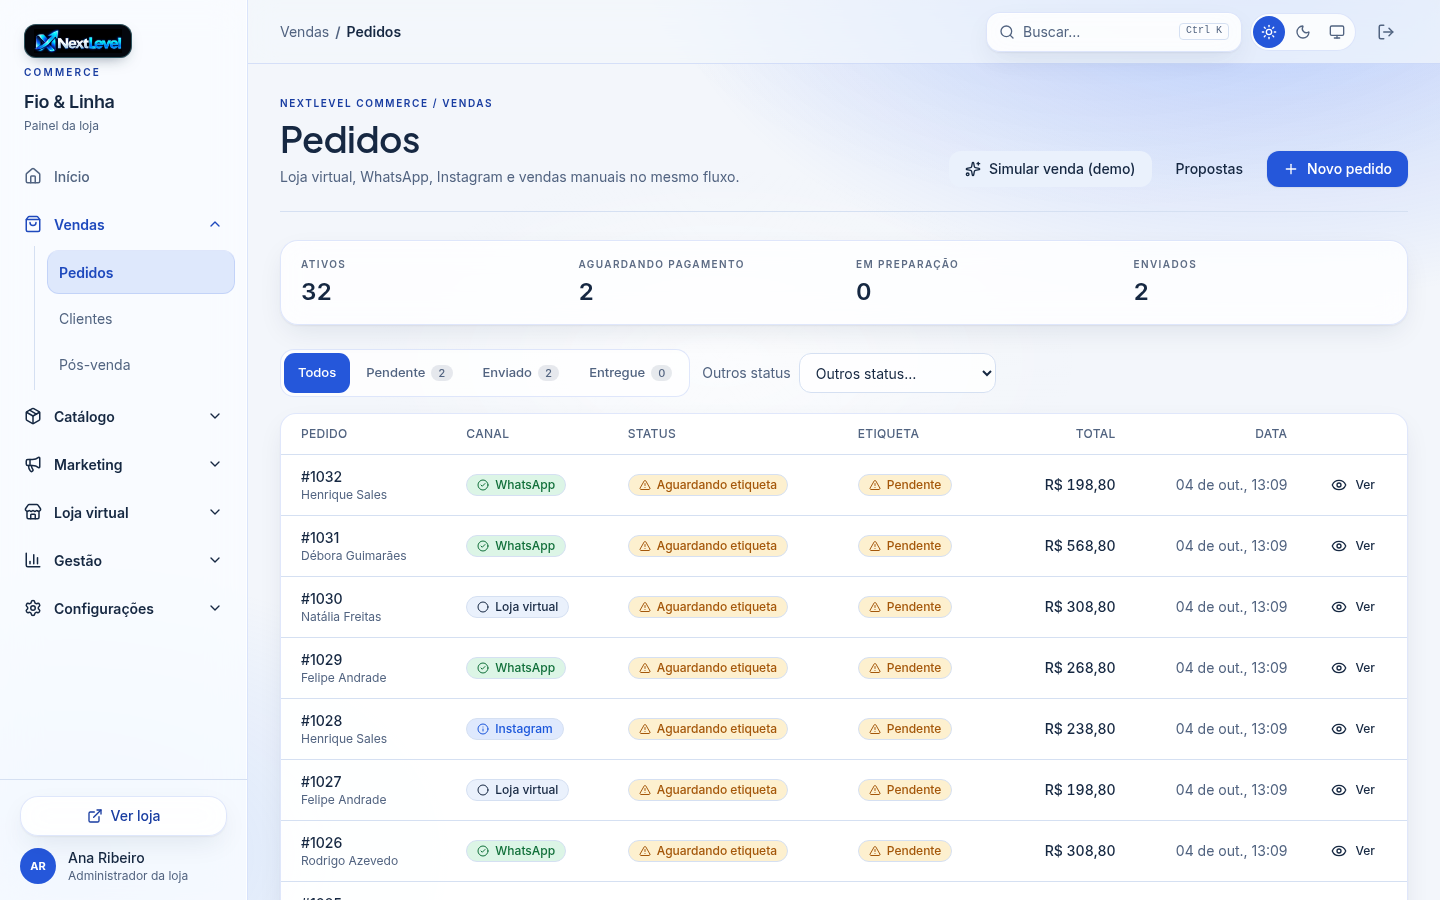 NextLevel
COMMERCE
Fio & Linha
Painel da loja
Início
Vendas
Pedidos
Clientes
Pós-venda
Catálogo
Marketing
Loja virtual
Gestão
Configurações
Ver loja
AR
Ana Ribeiro
Administrador da loja
Vendas / Pedidos
Buscar...
Ctrl K
NEXTLEVEL COMMERCE / VENDAS
Pedidos
Loja virtual, WhatsApp, Instagram e vendas manuais no mesmo fluxo.
Simular venda (demo)
Propostas
Novo pedido
ATIVOS
32
AGUARDANDO PAGAMENTO
2
EM PREPARAÇÃO
0
ENVIADOS
2
Todos
Pendente 2
Enviado 2
Entregue 0
Outros status
Outros status...
PEDIDO CANAL STATUS ETIQUETA TOTAL DATA
#1032
Henrique Sales
WhatsApp Aguardando etiqueta Pendente R$ 198,80 04 de out., 13:09 Ver
#1031
Débora Guimarães
WhatsApp Aguardando etiqueta Pendente R$ 568,80 04 de out., 13:09 Ver
#1030
Natália Freitas
Loja virtual Aguardando etiqueta Pendente R$ 308,80 04 de out., 13:09 Ver
#1029
Felipe Andrade
WhatsApp Aguardando etiqueta Pendente R$ 268,80 04 de out., 13:09 Ver
#1028
Henrique Sales
Instagram Aguardando etiqueta Pendente R$ 238,80 04 de out., 13:09 Ver
#1027
Felipe Andrade
Loja virtual Aguardando etiqueta Pendente R$ 198,80 04 de out., 13:09 Ver
#1026
Rodrigo Azevedo
WhatsApp Aguardando etiqueta Pendente R$ 308,80 04 de out., 13:09 Ver